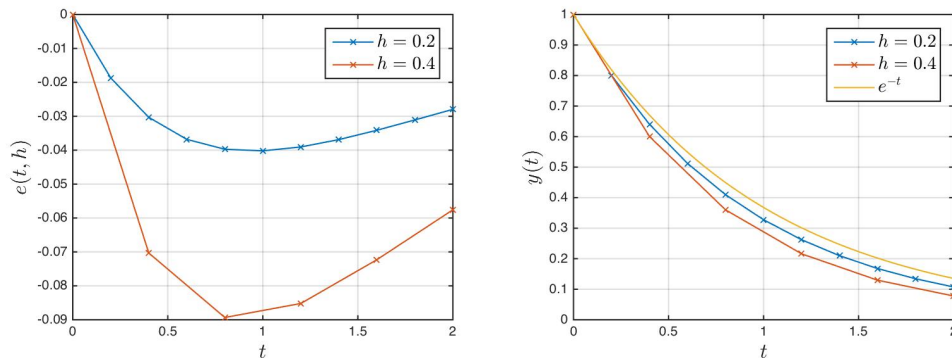 0
-0.01
-0.02
-0.03
-0.04
-0.05
-0.06
-0.07
-0.08
-0.09
e(t, h)
0 0.5 1 1.5 2
t
h = 0.2
h = 0.4
1
0.9
0.8
0.7
0.6
0.5
0.4
0.3
0.2
0.1
0
y(t)
0 0.5 1 1.5 2
t
h = 0.2
h = 0.4
e^{-t}